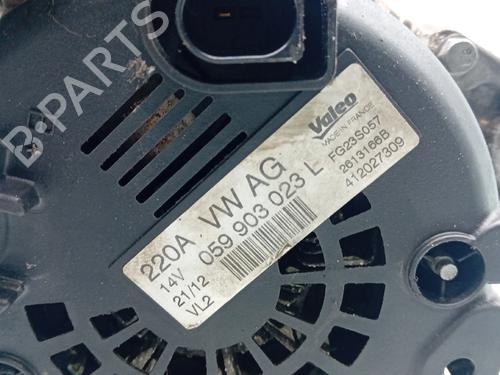 B-PARTS
Valeo
MADE IN FRANCE
FG23S057
2613166B
412027309
220A VW AG
14V 059 903 023 L
21/12
VL2